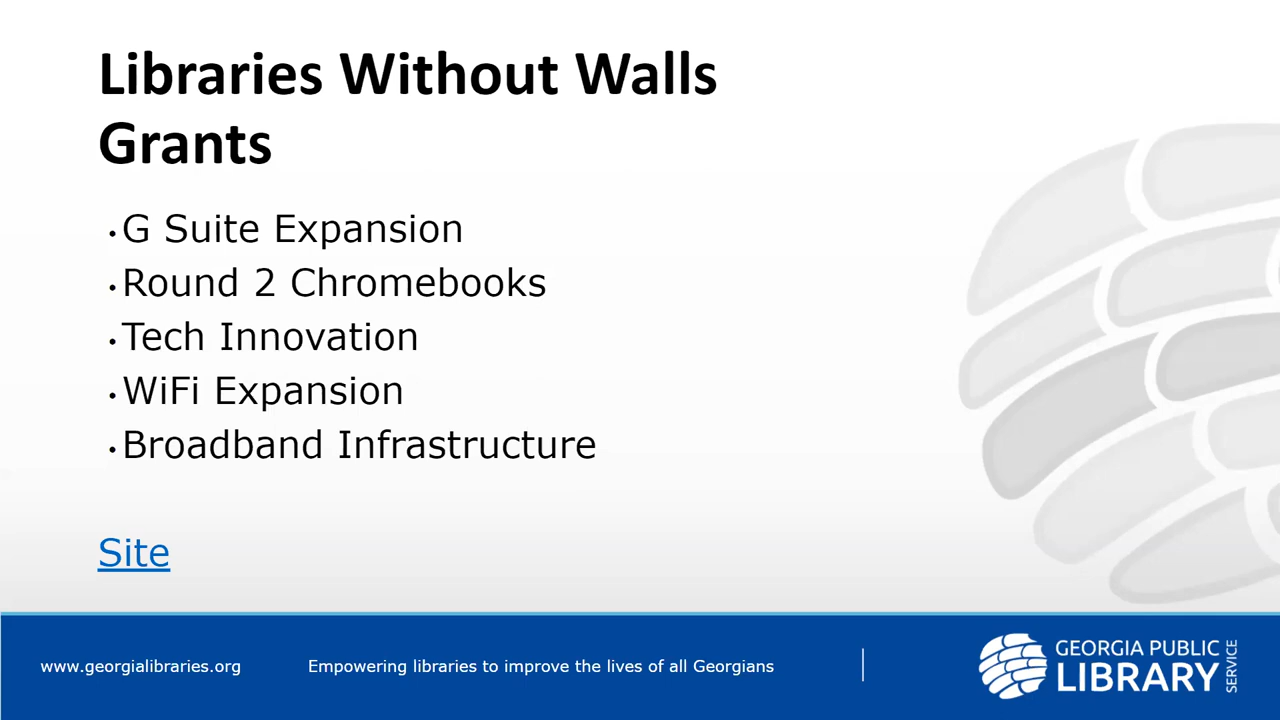 Libraries Without Walls
Grants
• G Suite Expansion
• Round 2 Chromebooks
• Tech Innovation
• WiFi Expansion
• Broadband Infrastructure
Site
www.georgialibraries.org
Empowering libraries to improve the lives of all Georgians
GEORGIA PUBLIC
LIBRARY
SERVICE